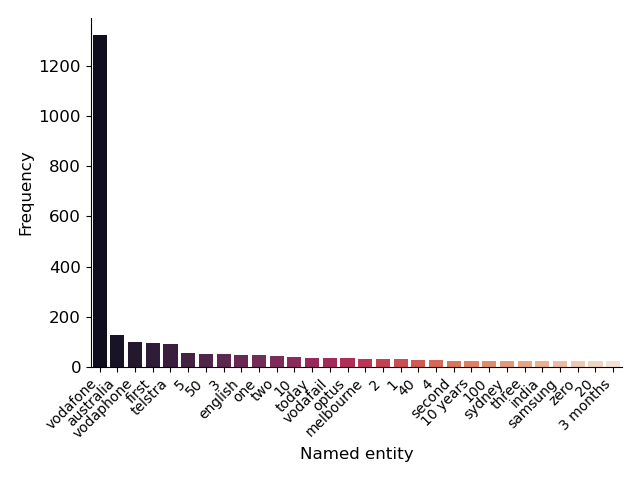 1200
1000
800
600
400
200
0
Frequency
vodafone
australia
vodaphone
first
telstra
5
50
3
english
one
two
10
today
vodafail
optus
melbourne
2
1
40
4
second
10 years
100
sydney
three
india
samsung
zero
20
3 months
Named entity